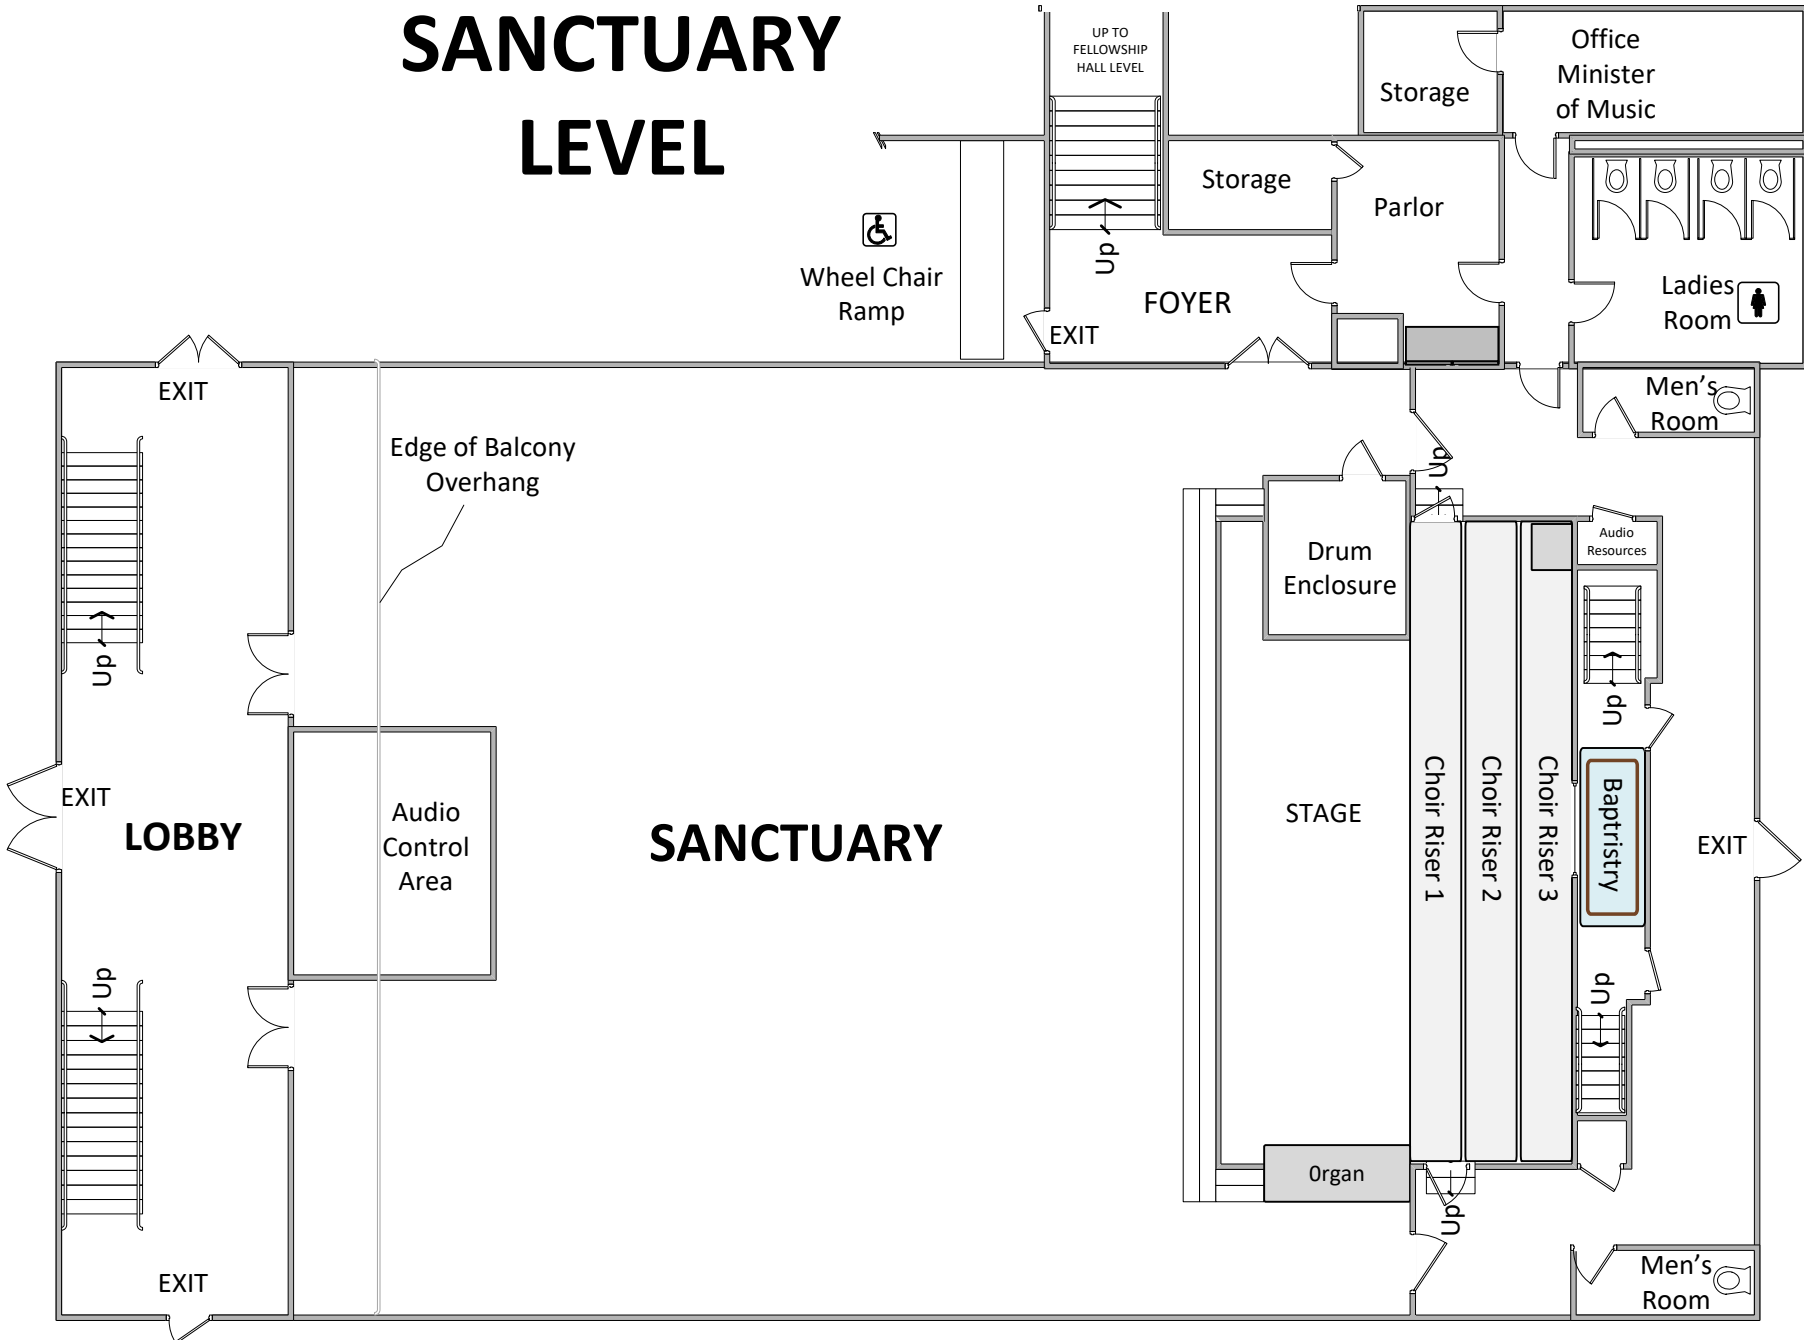 SANCTUARY
LEVEL
UP TO
FELLOWSHIP
HALL LEVEL
Storage
Office
Minister
of Music
Storage
Parlor
Up
Wheel Chair
Ramp
FOYER
EXIT
Ladies
Room
EXIT
Men's
Room
Edge of Balcony
Overhang
Up
Drum
Enclosure
Audio
Resources
Up
Up
EXIT
LOBBY
Audio
Control
Area
SANCTUARY
STAGE
Choir Riser 1
Choir Riser 2
Choir Riser 3
Baptristry
EXIT
Up
Up
Organ
Up
EXIT
Men's
Room